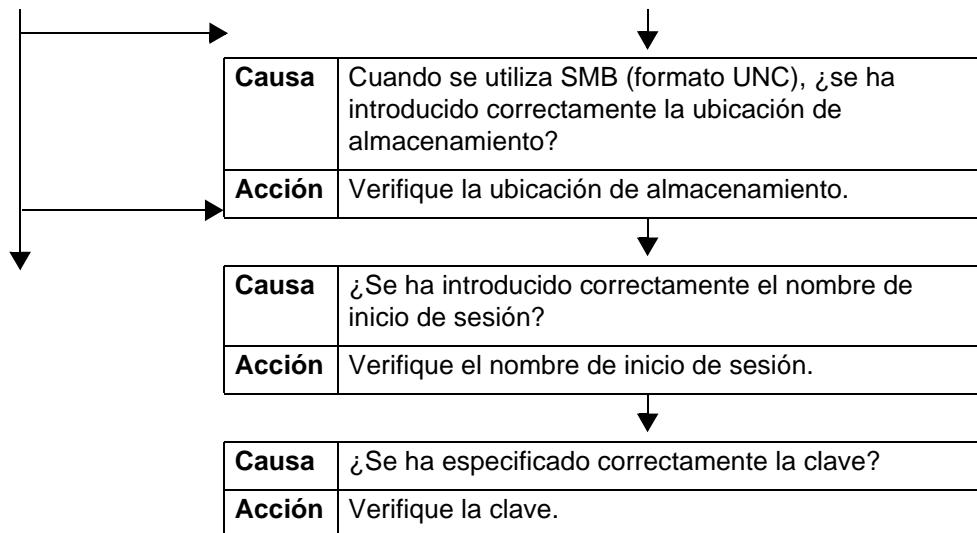 Causa Cuando se utiliza SMB (formato UNC), ¿se ha
introducido correctamente la ubicación de
almacenamiento?
Acción Verifique la ubicación de almacenamiento.
Causa ¿Se ha introducido correctamente el nombre de
inicio de sesión?
Acción Verifique el nombre de inicio de sesión.
Causa ¿Se ha especificado correctamente la clave?
Acción Verifique la clave.